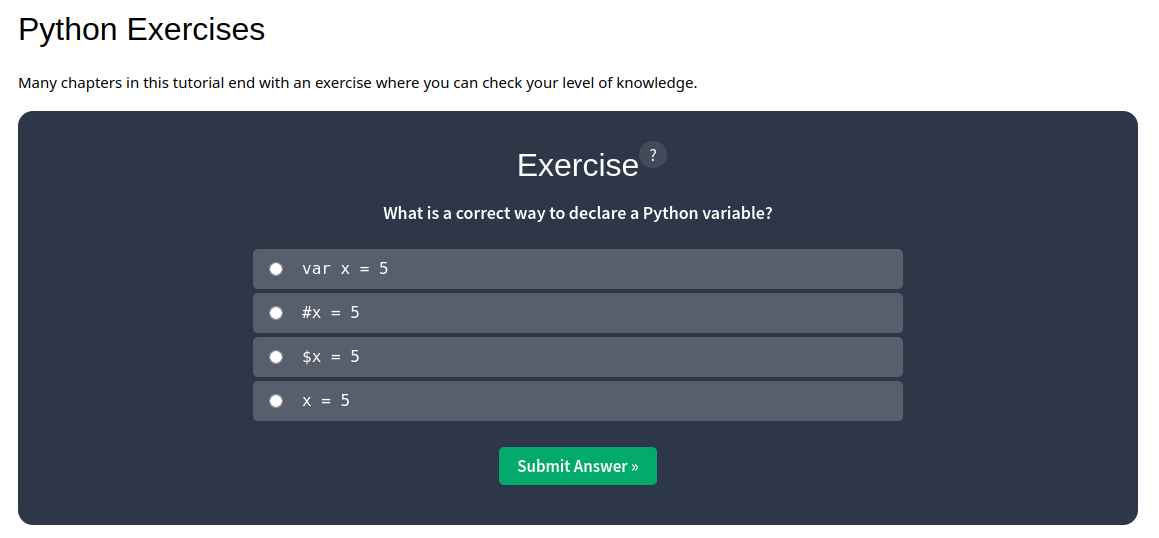 Python Exercises
Many chapters in this tutorial end with an exercise where you can check your level of knowledge.
Exercise ?
What is a correct way to declare a Python variable?
var x = 5
#x = 5
$x = 5
x = 5
Submit Answer »